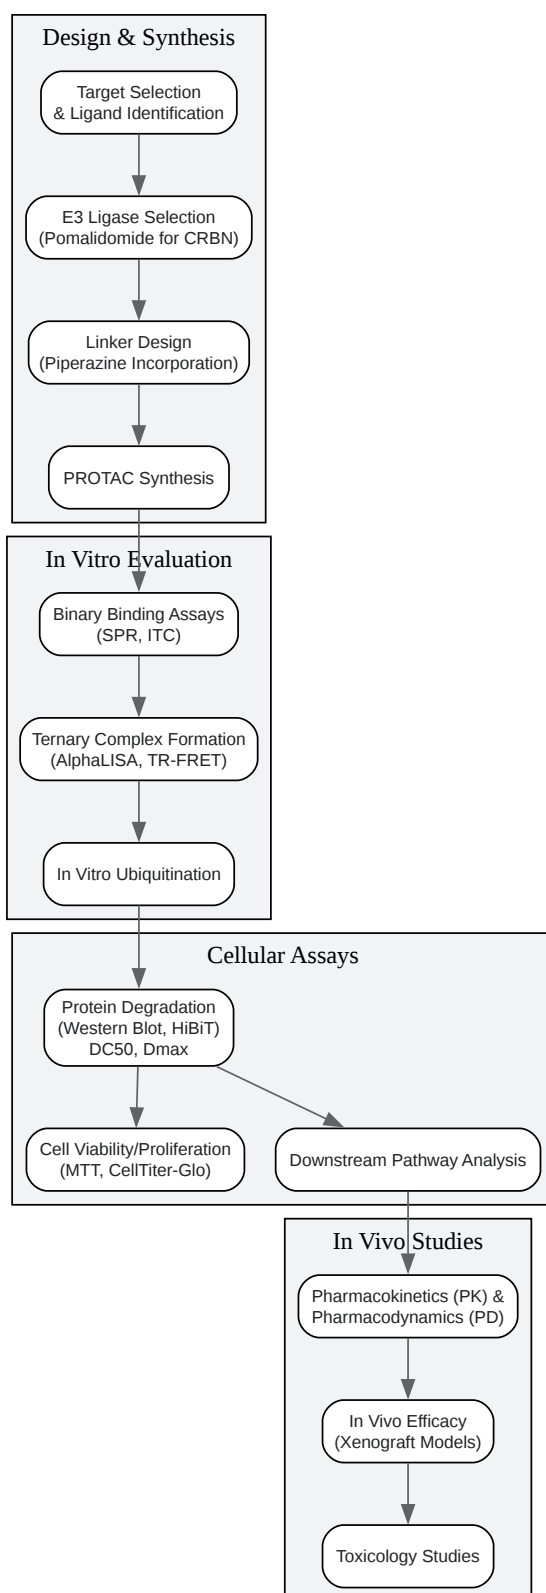 Design & Synthesis
Target Selection
& Ligand Identification
E3 Ligase Selection
(Pomalidomide for CRBN)
Linker Design
(Piperazine Incorporation)
PROTAC Synthesis
In Vitro Evaluation
Binary Binding Assays
(SPR, ITC)
Ternary Complex Formation
(AlphaLISA, TR-FRET)
In Vitro Ubiquitination
Cellular Assays
Protein Degradation
(Western Blot, HiBiT)
DC50, Dmax
Cell Viability/Proliferation
(MTT, CellTiter-Glo)
Downstream Pathway Analysis
In Vivo Studies
Pharmacokinetics (PK) &
Pharmacodynamics (PD)
In Vivo Efficacy
(Xenograft Models)
Toxicology Studies